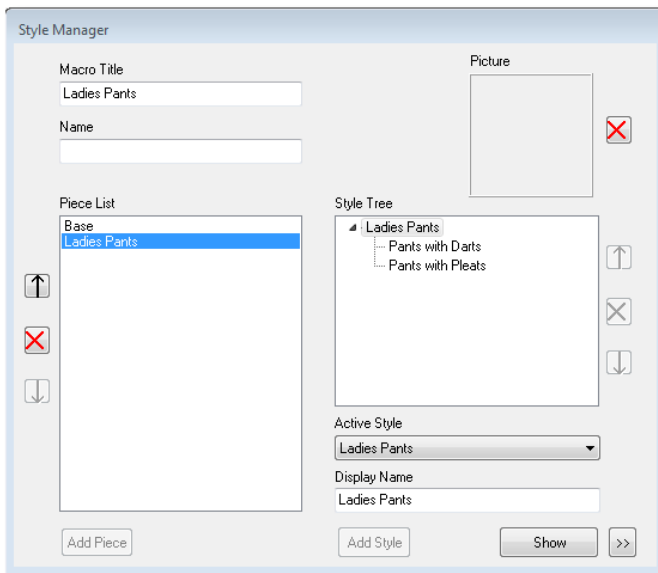 Style Manager
Macro Title
Ladies Pants
Name
Picture
Piece List
Base
Ladies Pants
Style Tree
Ladies Pants
Pants with Darts
Pants with Pleats
Active Style
Ladies Pants
Display Name
Ladies Pants
Add Piece
Add Style
Show
>>